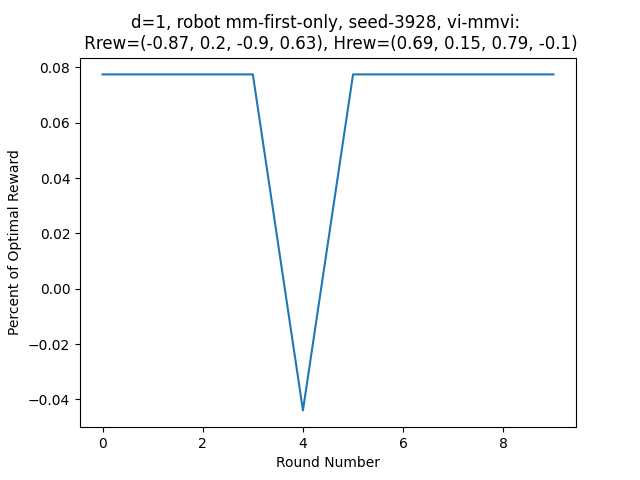 d=1, robot mm-first-only, seed-3928, vi-mmvi:
Rrew=(-0.87, 0.2, -0.9, 0.63), Hrew=(0.69, 0.15, 0.79, -0.1)
0.08
0.06
0.04
0.02
0.00
−0.02
−0.04
Percent of Optimal Reward
0 2 4 6 8
Round Number